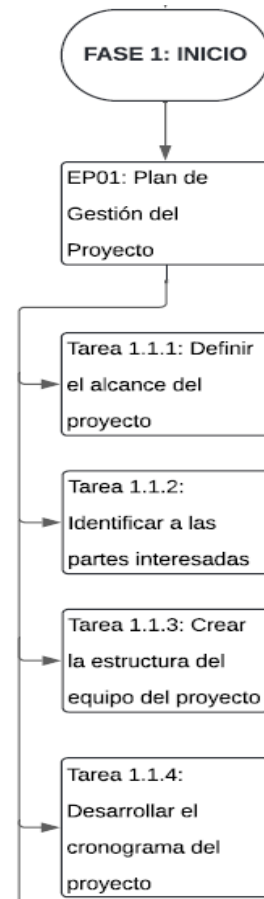 FASE 1: INICIO
EP01: Plan de
Gestión del
Proyecto
Tarea 1.1.1: Definir
el alcance del
proyecto
Tarea 1.1.2:
Identificar a las
partes interesadas
Tarea 1.1.3: Crear
la estructura del
equipo del proyecto
Tarea 1.1.4:
Desarrollar el
cronograma del
proyecto